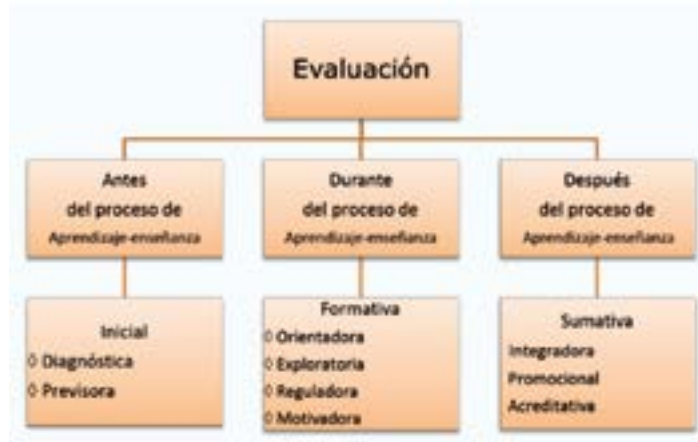 Evaluación
Antes
del proceso de
Aprendizaje-enseñanza
Durante
del proceso de
Aprendizaje-enseñanza
Después
del proceso de
Aprendizaje-enseñanza
Inicial
◊ Diagnóstica
◊ Previsora
Formativa
◊ Orientadora
◊ Exploratoria
◊ Reguladora
◊ Motivadora
Sumativa
Integradora
Promocional
Acreditativa